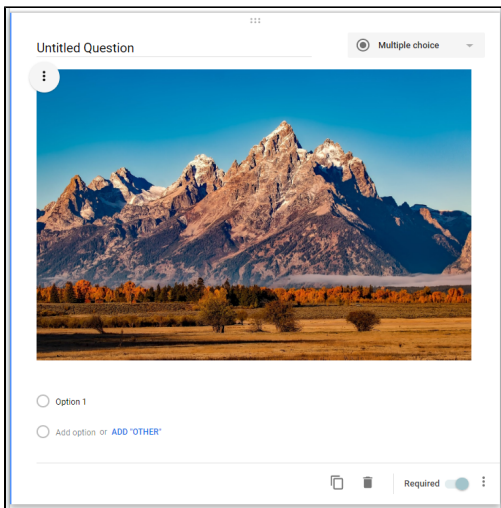 Untitled Question
Multiple choice
Option 1
Add option or ADD "OTHER"
Required